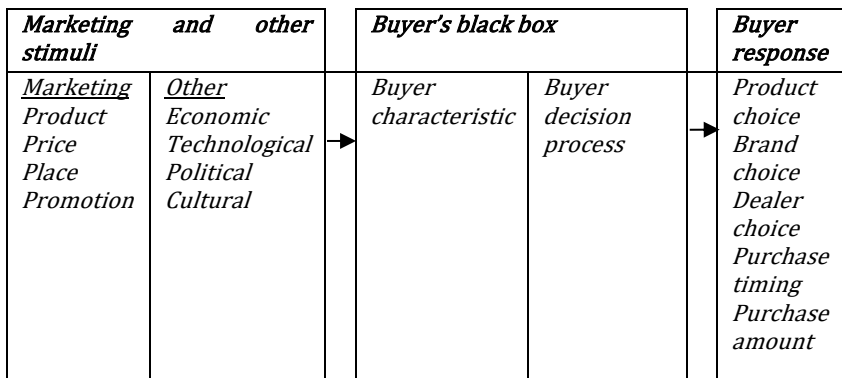 Marketing and other
stimuli
Buyer's black box
Buyer
response
Marketing
Product
Price
Place
Promotion
Other
Economic
Technological
Political
Cultural
Buyer
characteristic
Buyer
decision
process
Product
choice
Brand
choice
Dealer
choice
Purchase
timing
Purchase
amount